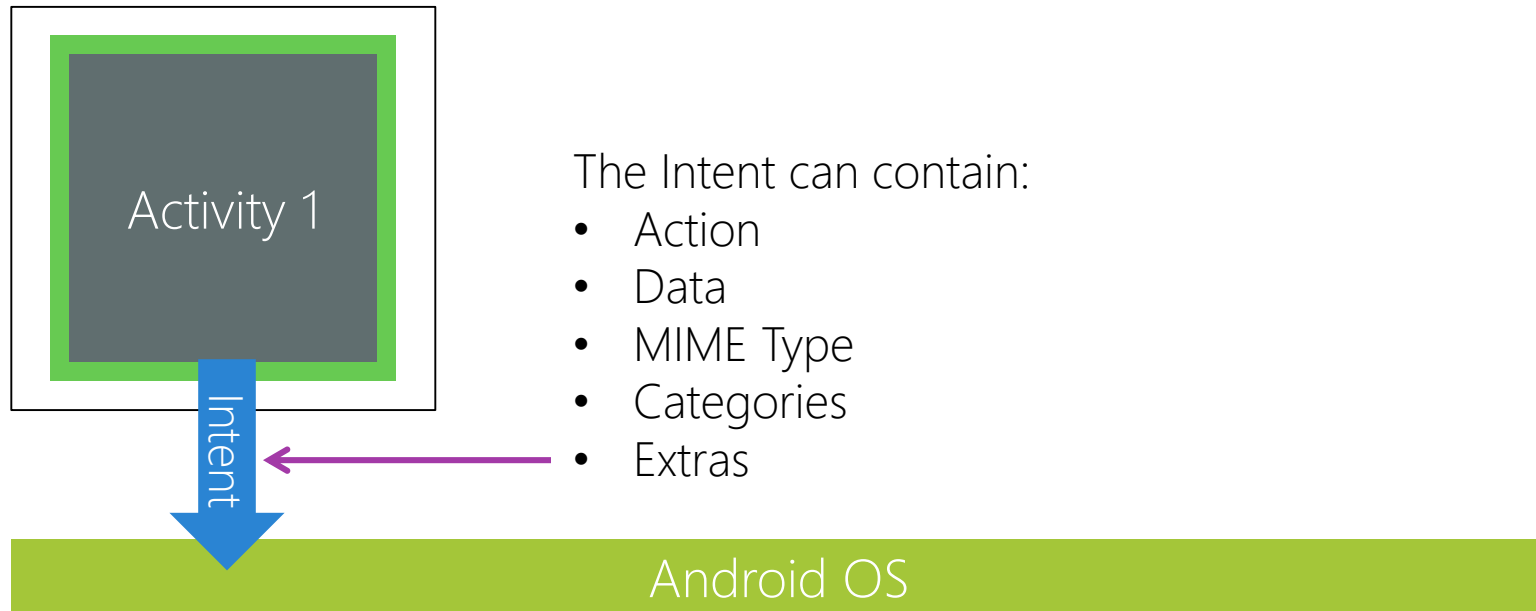 Activity 1
The Intent can contain:
• Action
• Data
• MIME Type
• Categories
• Extras
Intent
Android OS